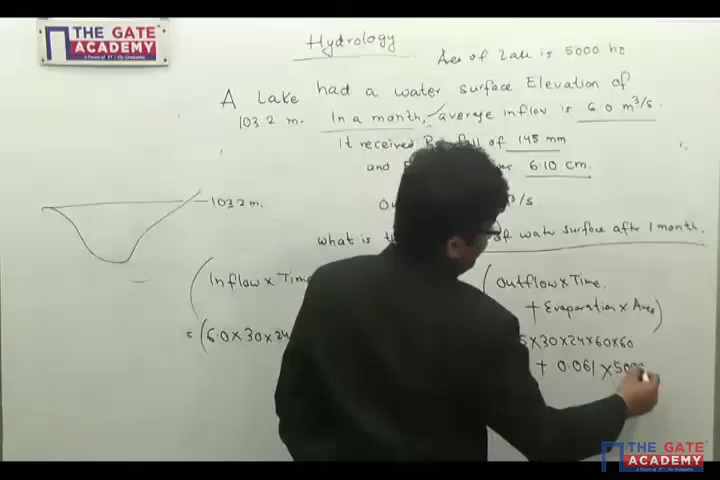 THE GATE
ACADEMY
Hydrology
Area of Lake is 5000 ha
A Lake had a water surface Elevation of
103.2 m. In a month, average inflow is 6.0 m³/s.
It received of 145 mm
and 6.10 cm.
m³/s
what is of water surface after 1 month.
103.2 m.
(Inflow x Time
(Outflow x Time.
+ Evaporation x Area)
= (6.0 x 30 x 24
x 30 x 24 x 60 x 60
+ 0.061 x
THE GATE
ACADEMY